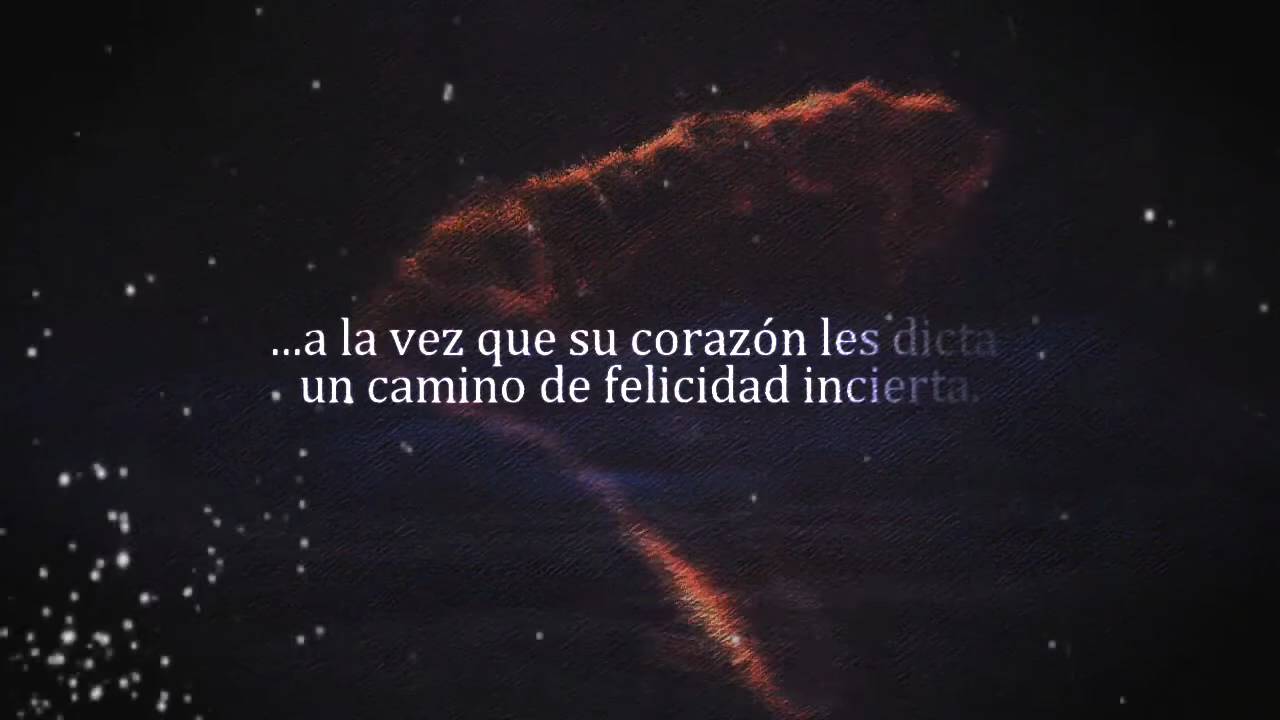 ...a la vez que su corazón les dicta
un camino de felicidad incierta.